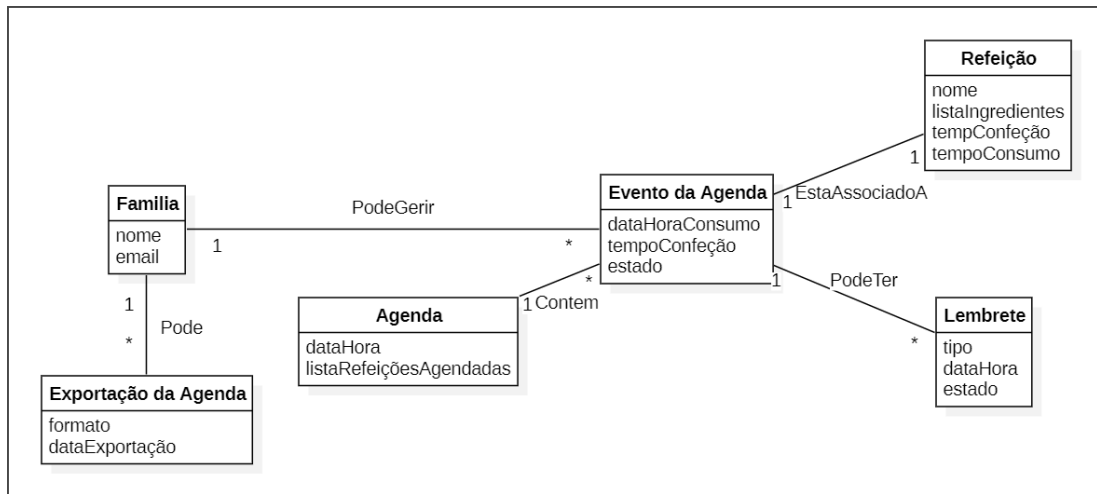 Refeição
nome
listaIngredientes
tempConfeção
tempoConsumo
1
EstaAssociadoA
1
Familia
nome
email
PodeGerir
1
*
Evento da Agenda
dataHoraConsumo
tempoConfeção
estado
1
PodeTer
*
Lembrete
tipo
dataHora
estado
*
1
Contem
Agenda
dataHora
listaRefeiçõesAgendadas
1
Pode
*
Exportação da Agenda
formato
dataExportação